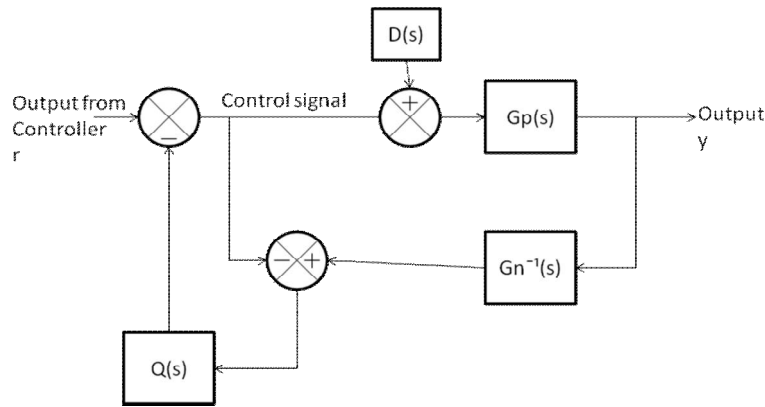 D(s)
Output from
Controller
r
Control signal
+
Gp(s)
Output
y
−
− +
Gn⁻¹(s)
Q(s)